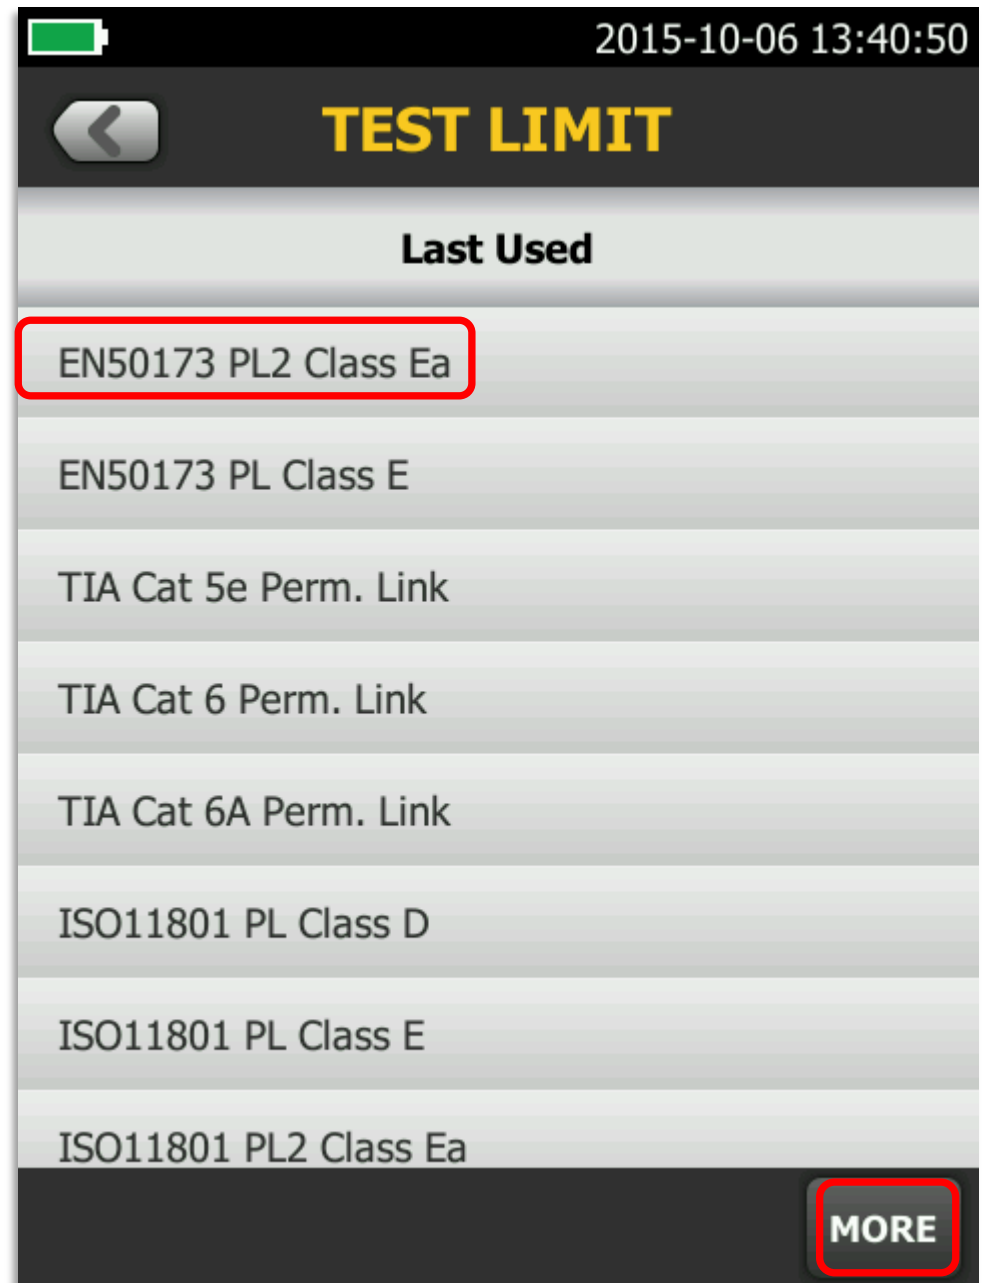 2015-10-06 13:40:50
TEST LIMIT
Last Used
EN50173 PL2 Class Ea
EN50173 PL Class E
TIA Cat 5e Perm. Link
TIA Cat 6 Perm. Link
TIA Cat 6A Perm. Link
ISO11801 PL Class D
ISO11801 PL Class E
ISO11801 PL2 Class Ea
MORE